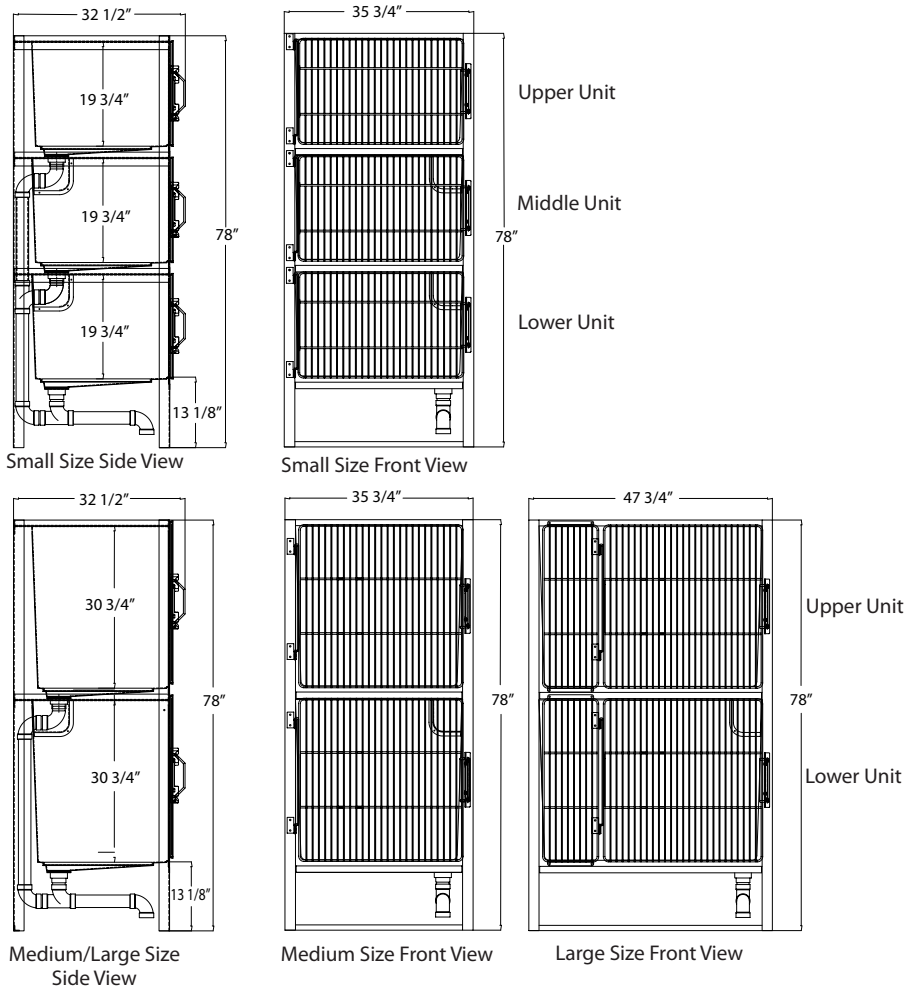 32 1/2”
35 3/4”
19 3/4”
19 3/4”
19 3/4”
78”
13 1/8”
78”
Upper Unit
Middle Unit
Lower Unit
Small Size Side View
Small Size Front View
32 1/2”
35 3/4”
47 3/4”
30 3/4”
30 3/4”
78”
13 1/8”
78”
78”
Upper Unit
Lower Unit
Medium/Large Size
Side View
Medium Size Front View
Large Size Front View